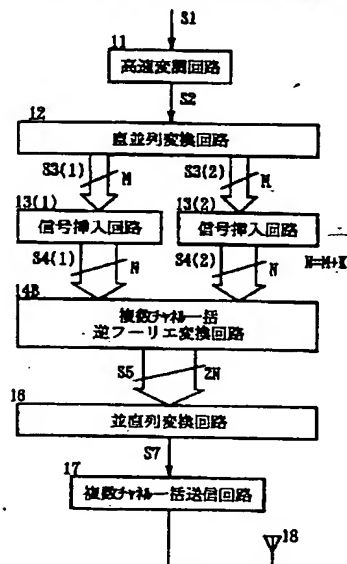 S1
11
高速変調回路
S2
12
直並列変換回路
S3(1) M S3(2) M
13(1) 13(2)
信号挿入回路 信号挿入回路
S4(1) N S4(2) N N=M+K
14B
複数チャネル一括
逆フーリエ変換回路
S5 2N
16
並直列変換回路
S7
17
複数チャネル一括送信回路
18